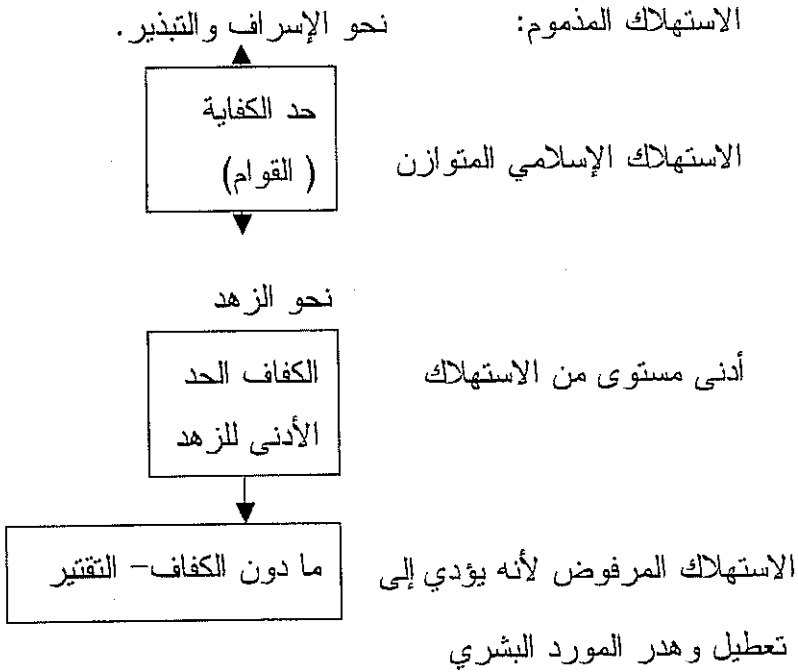 الاستهلاك المذموم: نحو الإسراف والتبذير.
حد الكفاية
الاستهلاك الإسلامي المتوازن (القوام)
نحو الزهد
أدنى مستوى من الاستهلاك الكفاف الحد
الأدنى للزهد
الاستهلاك المرفوض لأنه يؤدي إلى ما دون الكفاف- التقتير
تعطيل وهدر المورد البشري